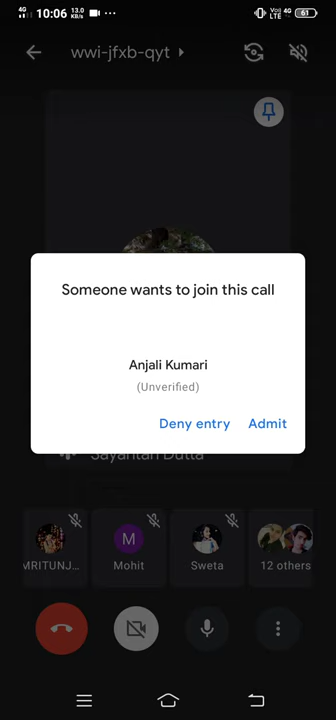 4G 10:06 13.0 KB/s ... Voj) LTE 4G 61
wwi-jfxb-qyt
Someone wants to join this call
Anjali Kumari
(Unverified)
Deny entry Admit
Sayantan Dutta
MRITUNJ... Mohit Sweta 12 others
M